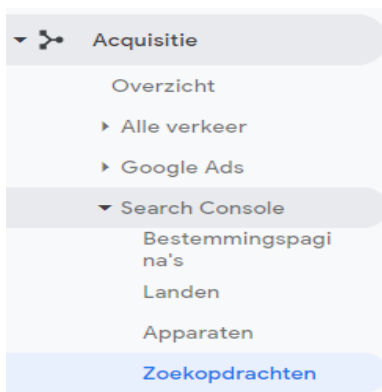 Acquisitie
Overzicht
Alle verkeer
Google Ads
Search Console
Bestemmingspagi
na's
Landen
Apparaten
Zoekopdrachten